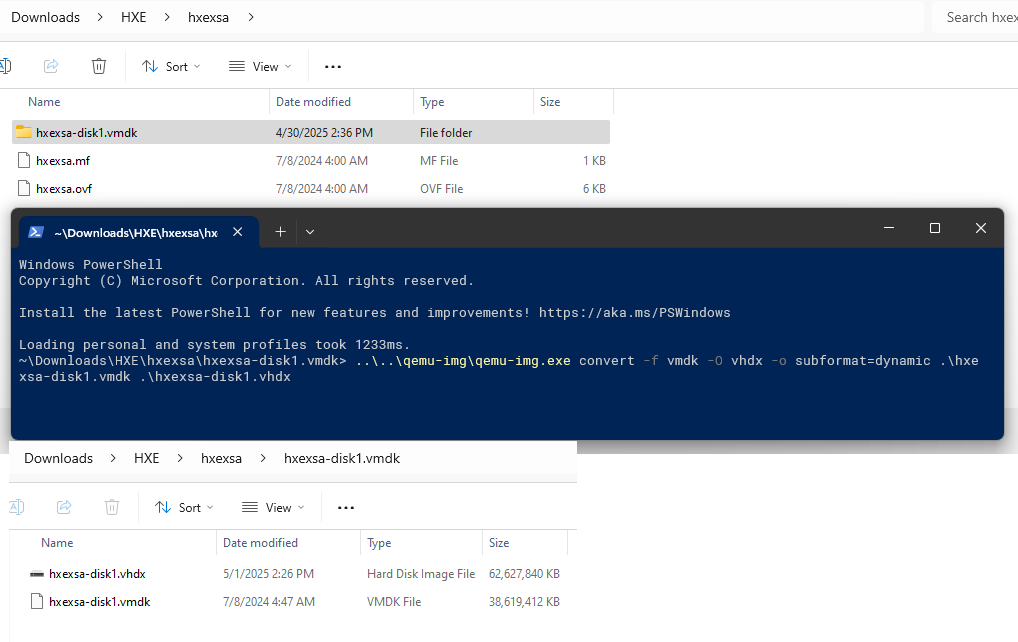 Downloads > HXE > hxexsa >
Search hxex
Sort View ...
Name Date modified Type Size
hxexsa-disk1.vmdk 4/30/2025 2:36 PM File folder
hxexsa.mf 7/8/2024 4:00 AM MF File 1 KB
hxexsa.ovf 7/8/2024 4:00 AM OVF File 6 KB
~\Downloads\HXE\hxexsa\hx
Windows PowerShell
Copyright (C) Microsoft Corporation. All rights reserved.
Install the latest PowerShell for new features and improvements! https://aka.ms/PSWindows
Loading personal and system profiles took 1233ms.
~\Downloads\HXE\hxexsa\hxexsa-disk1.vmdk> ..\..\qemu-img\qemu-img.exe convert -f vmdk -O vhdx -o subformat=dynamic .\hxe
xsa-disk1.vmdk .\hxexsa-disk1.vhdx
Downloads > HXE > hxexsa > hxexsa-disk1.vmdk
Sort View ...
Name Date modified Type Size
hxexsa-disk1.vhdx 5/1/2025 2:26 PM Hard Disk Image File 62,627,840 KB
hxexsa-disk1.vmdk 7/8/2024 4:47 AM VMDK File 38,619,412 KB